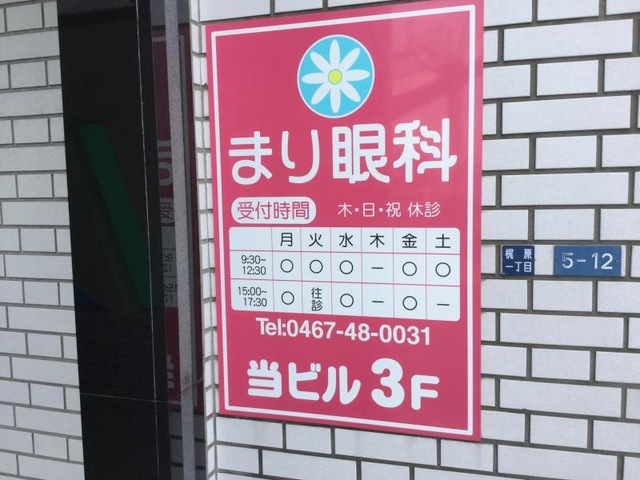 まり眼科
受付時間 木・日・祝 休診
月 火 水 木 金 土
9:30~12:30 ○ ○ ○ ー ○ ○
15:00~17:30 ○ 往診 ○ ー ○ ー
Tel:0467-48-0031
当ビル 3F
梶原一丁目
5-12